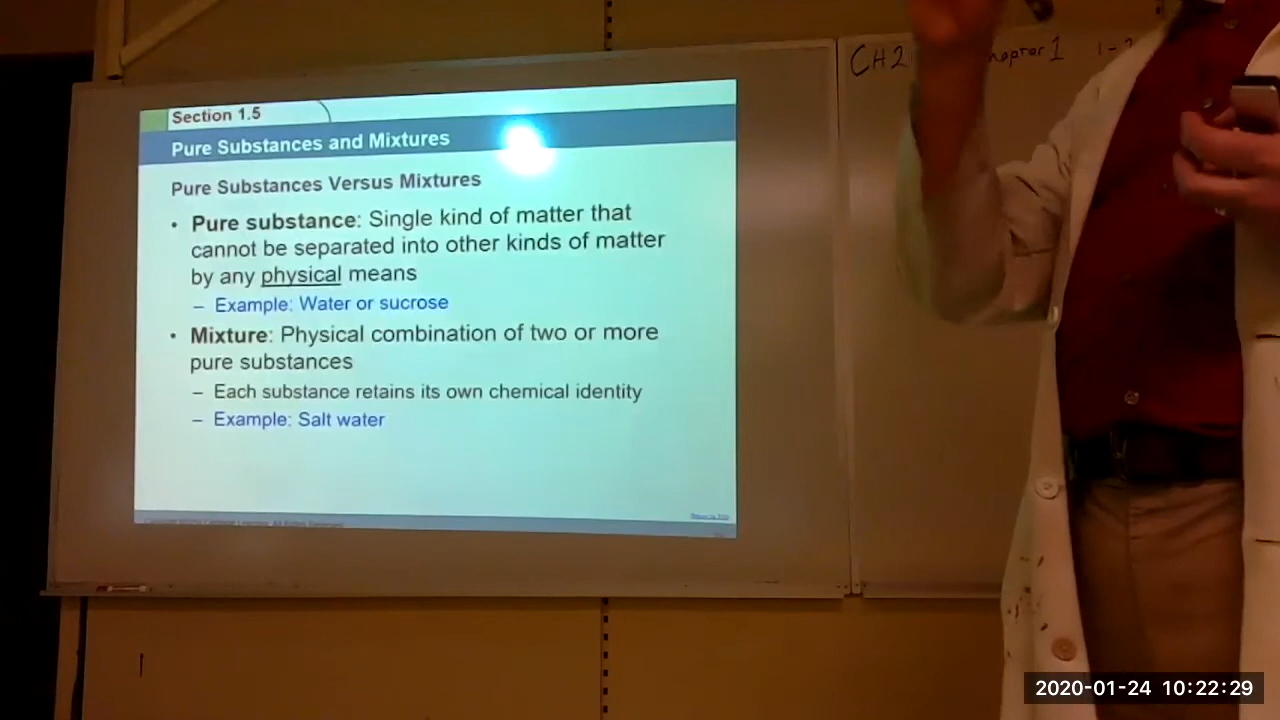 Section 1.5
Pure Substances and Mixtures
Pure Substances Versus Mixtures
• Pure substance: Single kind of matter that
cannot be separated into other kinds of matter
by any physical means
– Example: Water or sucrose
• Mixture: Physical combination of two or more
pure substances
– Each substance retains its own chemical identity
– Example: Salt water
CH2
1
2020-01-24 10:22:29